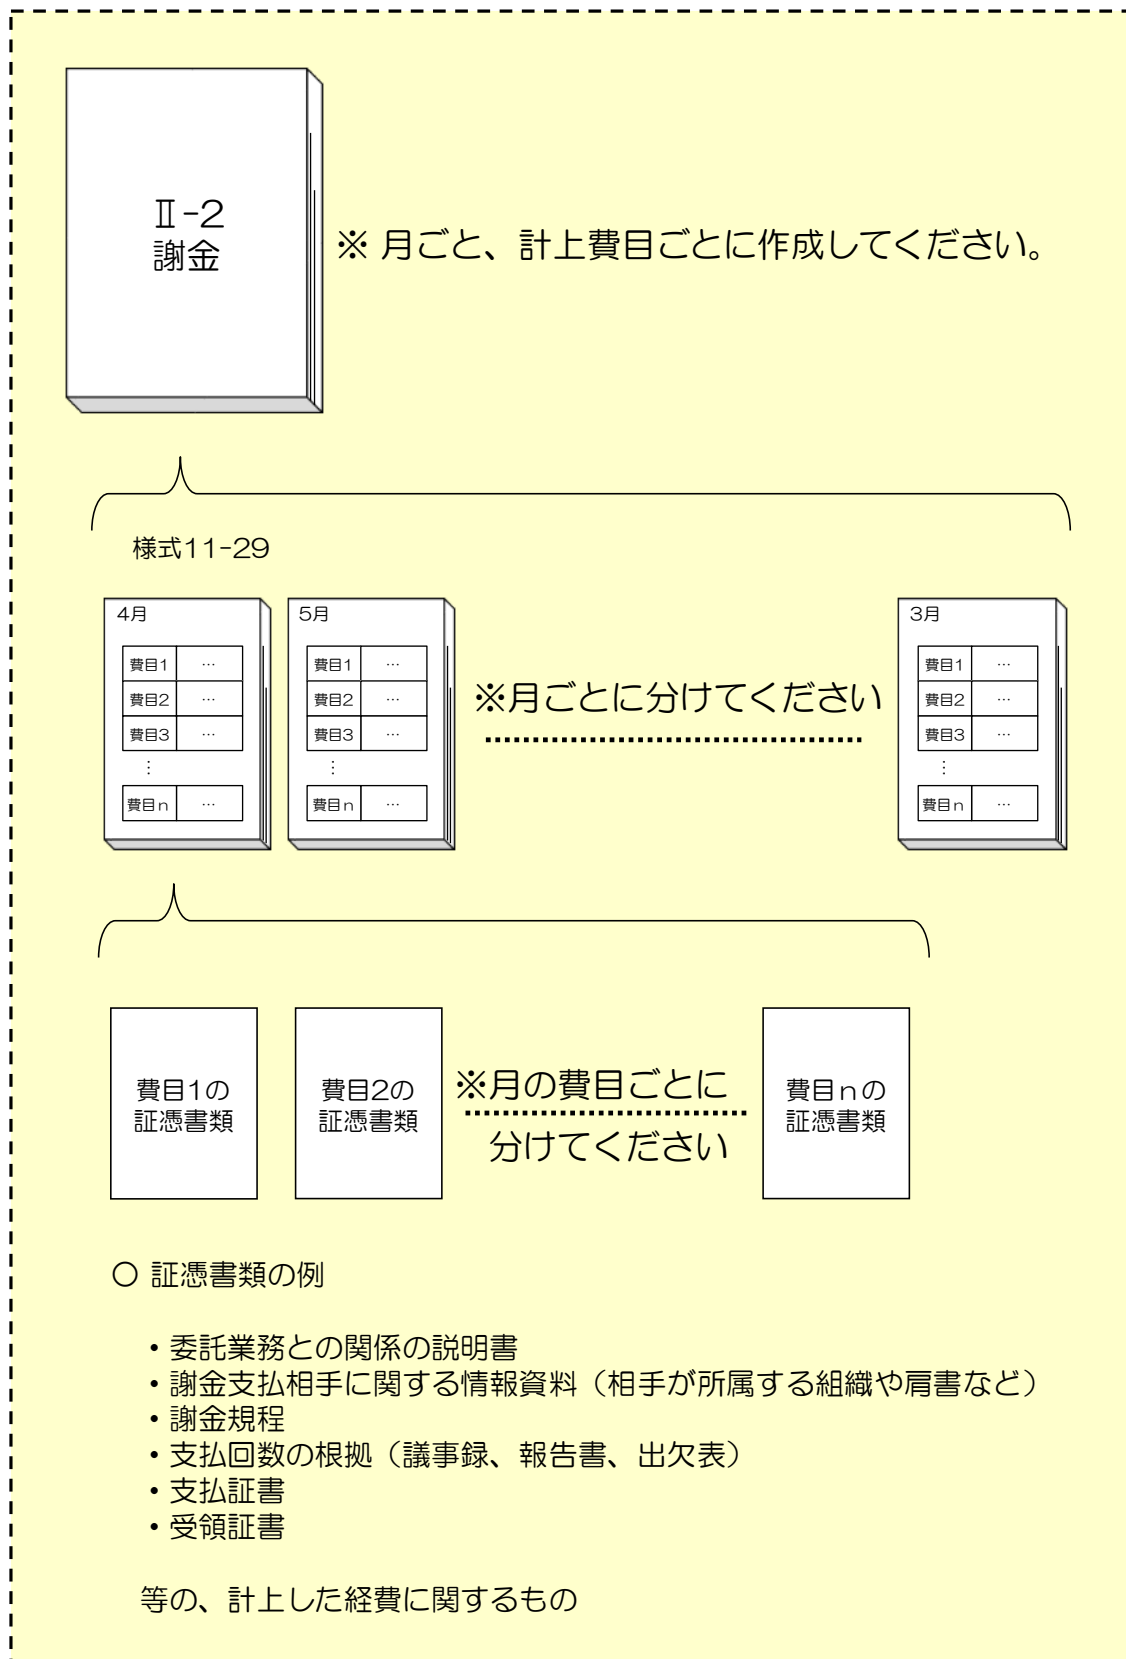 Ⅱ-2
謝金
※ 月ごと、計上費目ごとに作成してください。
様式11-29
4月
費目1 …
費目2 …
費目3 …
⋮
費目n …
5月
費目1 …
費目2 …
費目3 …
⋮
費目n …
※月ごとに分けてください
3月
費目1 …
費目2 …
費目3 …
⋮
費目n …
費目1の
証憑書類
費目2の
証憑書類
※月の費目ごとに
分けてください
費目nの
証憑書類
○ 証憑書類の例
・委託業務との関係の説明書
・謝金支払相手に関する情報資料（相手が所属する組織や肩書など）
・謝金規程
・支払回数の根拠（議事録、報告書、出欠表）
・支払証書
・受領証書
等の、計上した経費に関するもの